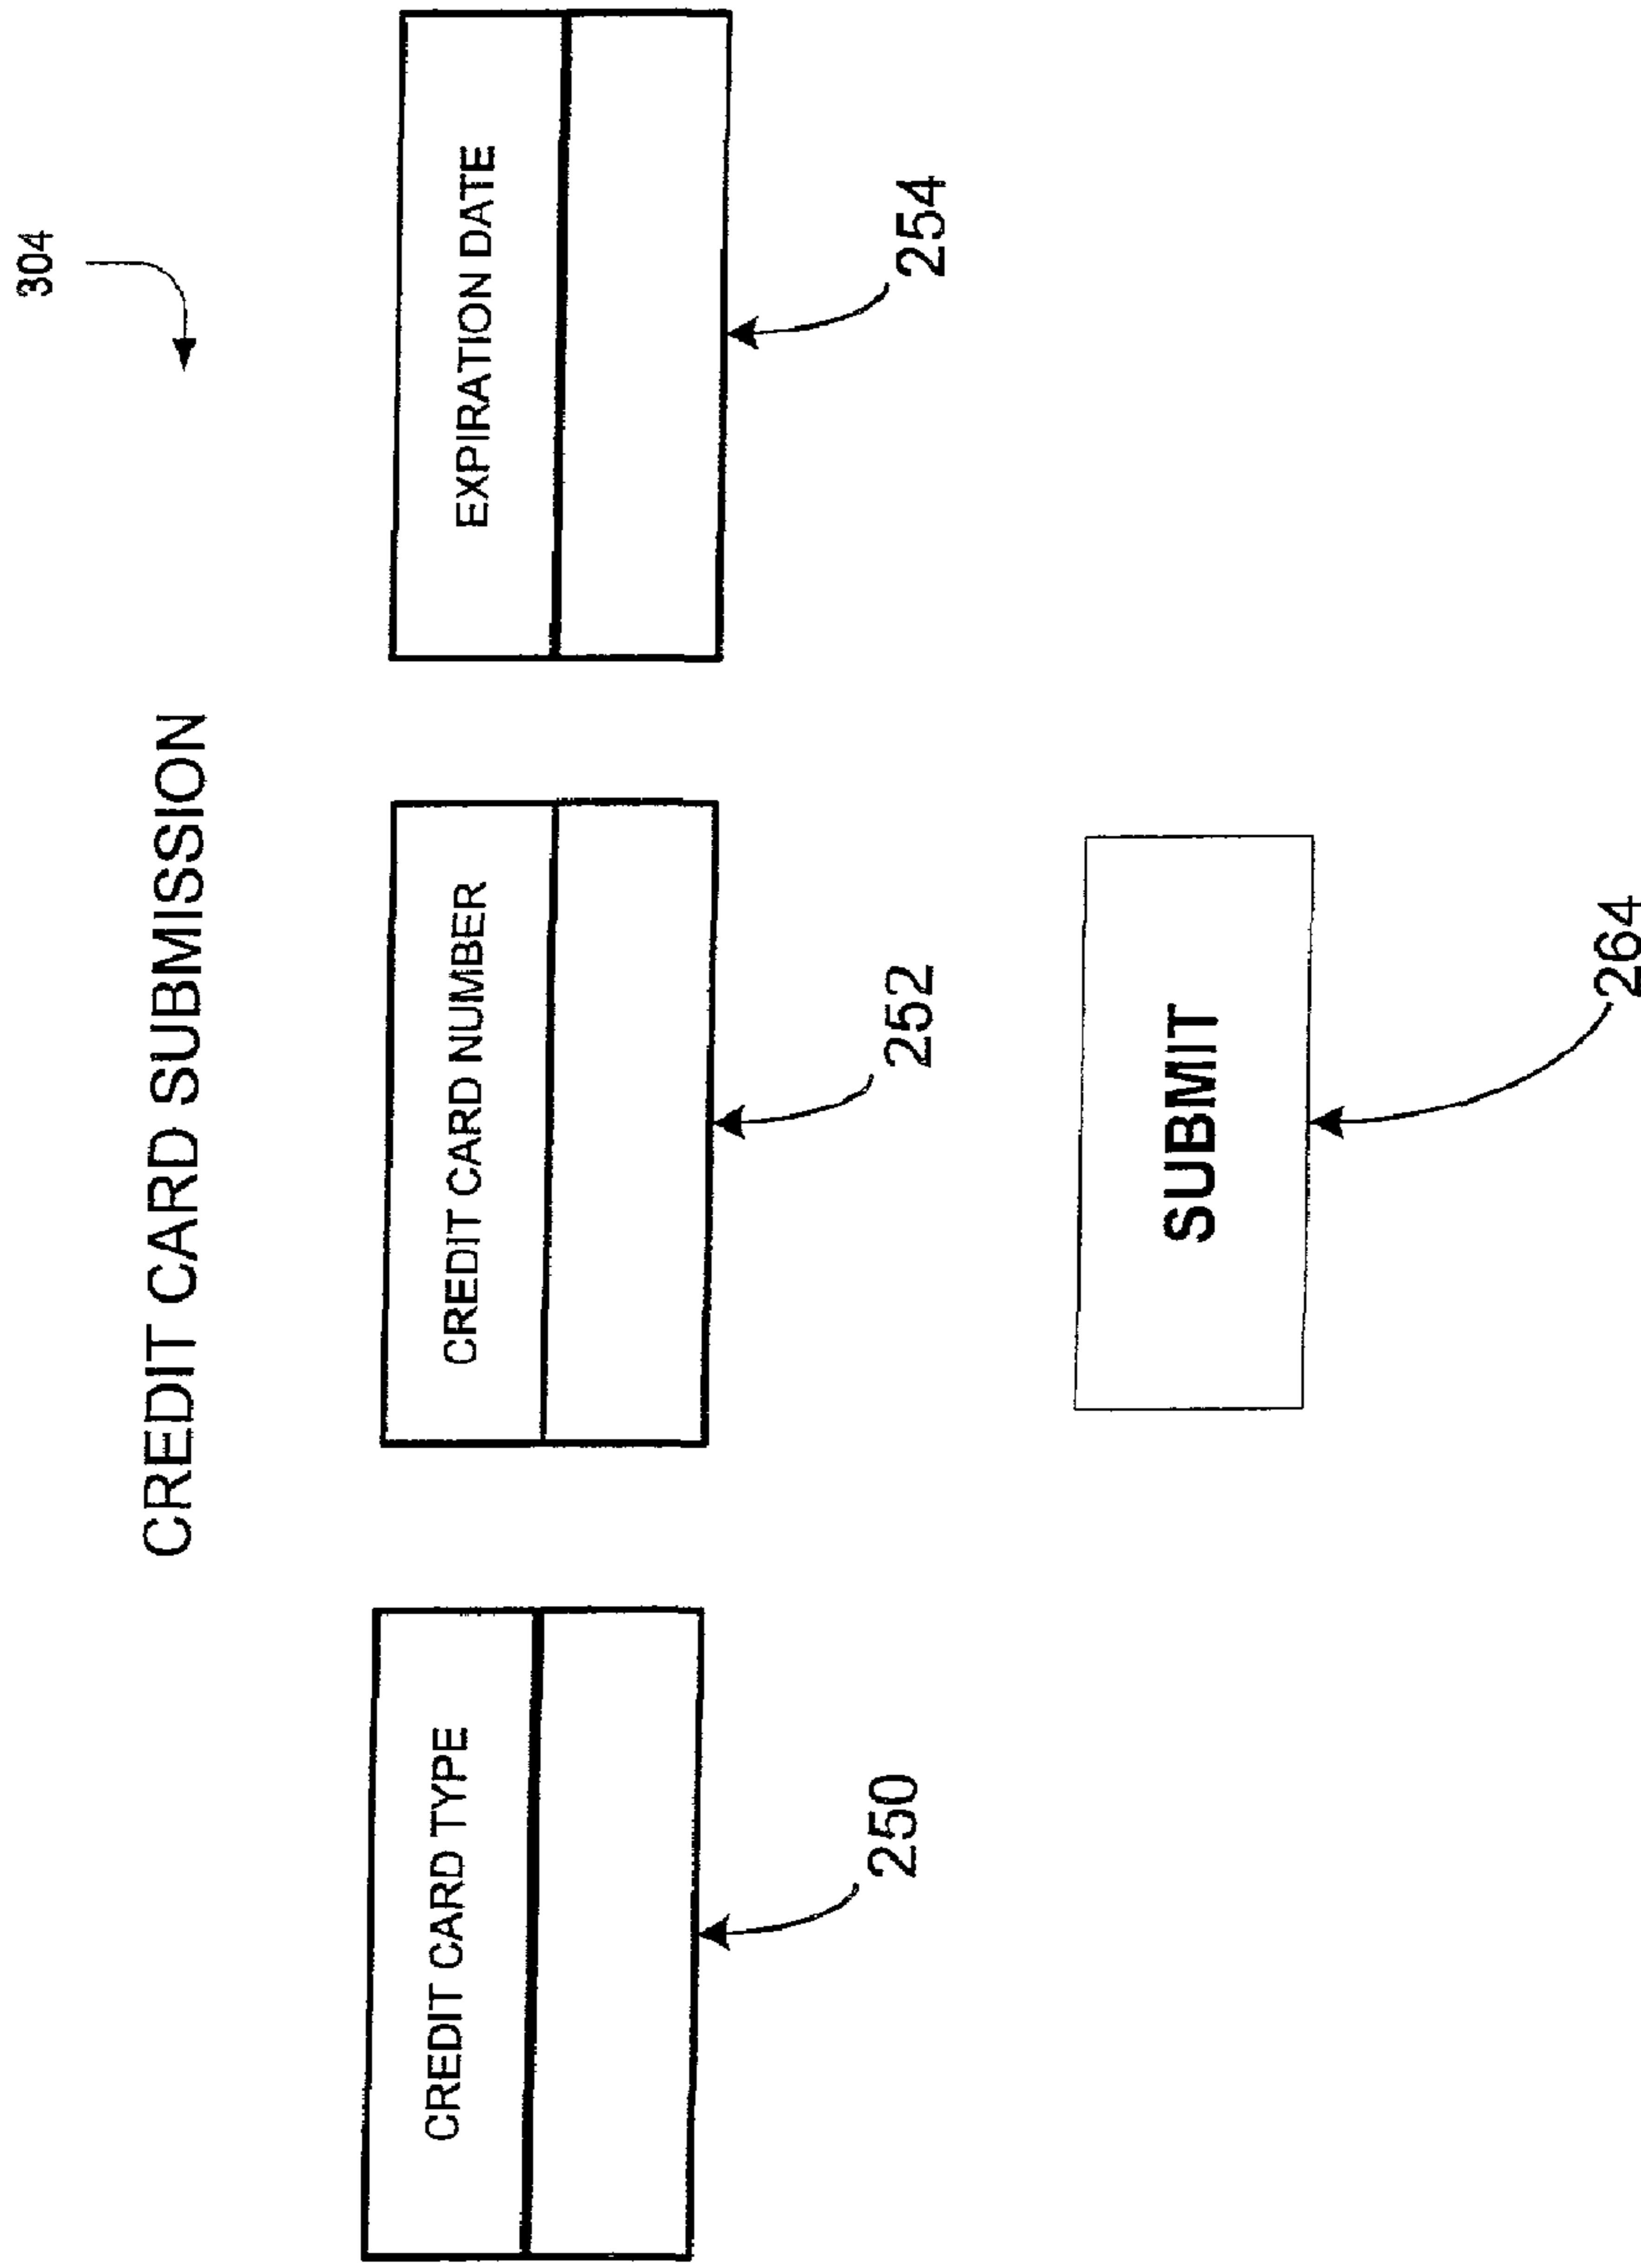 304
CREDIT CARD SUBMISSION
CREDIT CARD TYPE
CREDIT CARD NUMBER
EXPIRATION DATE
250
252
254
SUBMIT
264